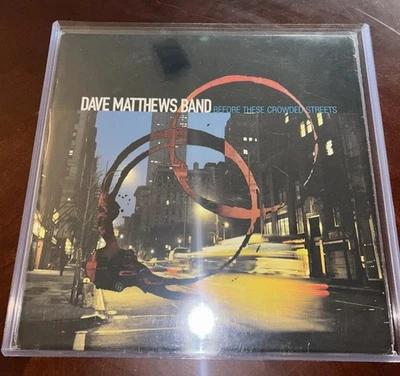 DAVE MATTHEWS BAND BEFORE THESE CROWDED STREETS